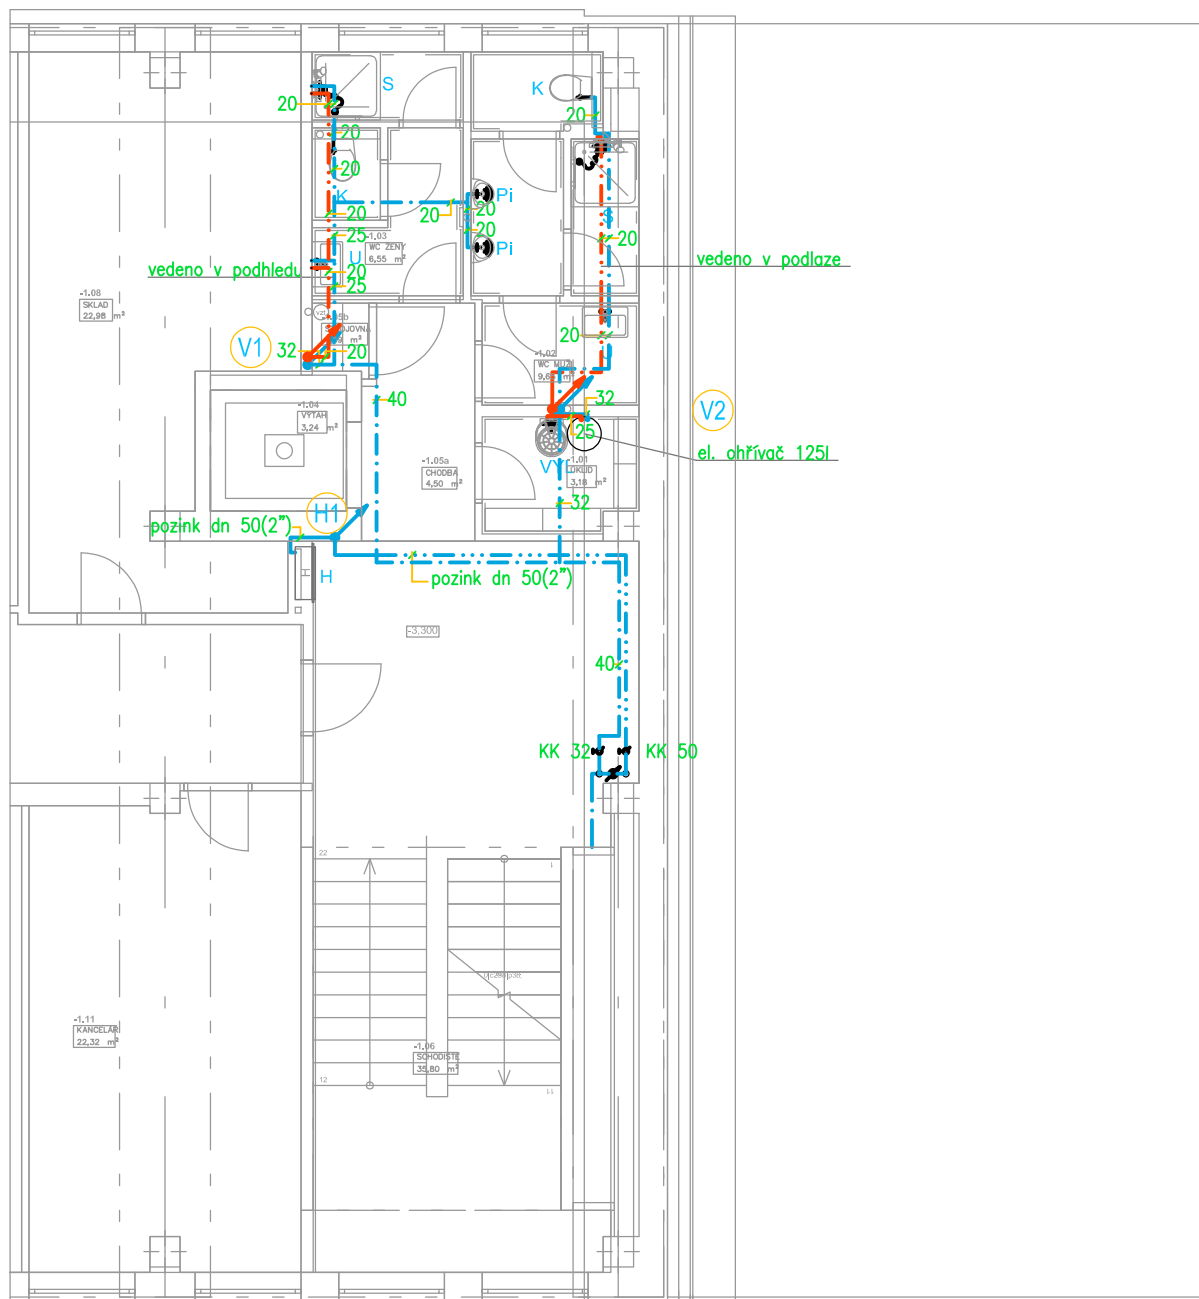 S
K
20
20
20
20
K
20
Pi
20
20
20
Pi
S
20
25
-1.03
WC ŽENY
6,55 m²
U
vedeno v podhledu
20
25
vedeno v podlaze
-1.08
SKLAD
22,98 m²
V1
32
20
20
-1.02
WC MUŽI
40
32
V2
-1.04
VÝTAH
3,24 m²
25
el. ohřívač 125l
-1.05a
CHODBA
4,50 m²
-1.01
ÚKLID
3,18 m²
H1
32
pozink dn 50(2")
H
H
pozink dn 50(2")
-3,300
40
KK 32
KK 50
22
1
-1.11
KANCELÁŘ
22,32 m²
-1.06
SCHODIŠTĚ
35,80 m²
12
11